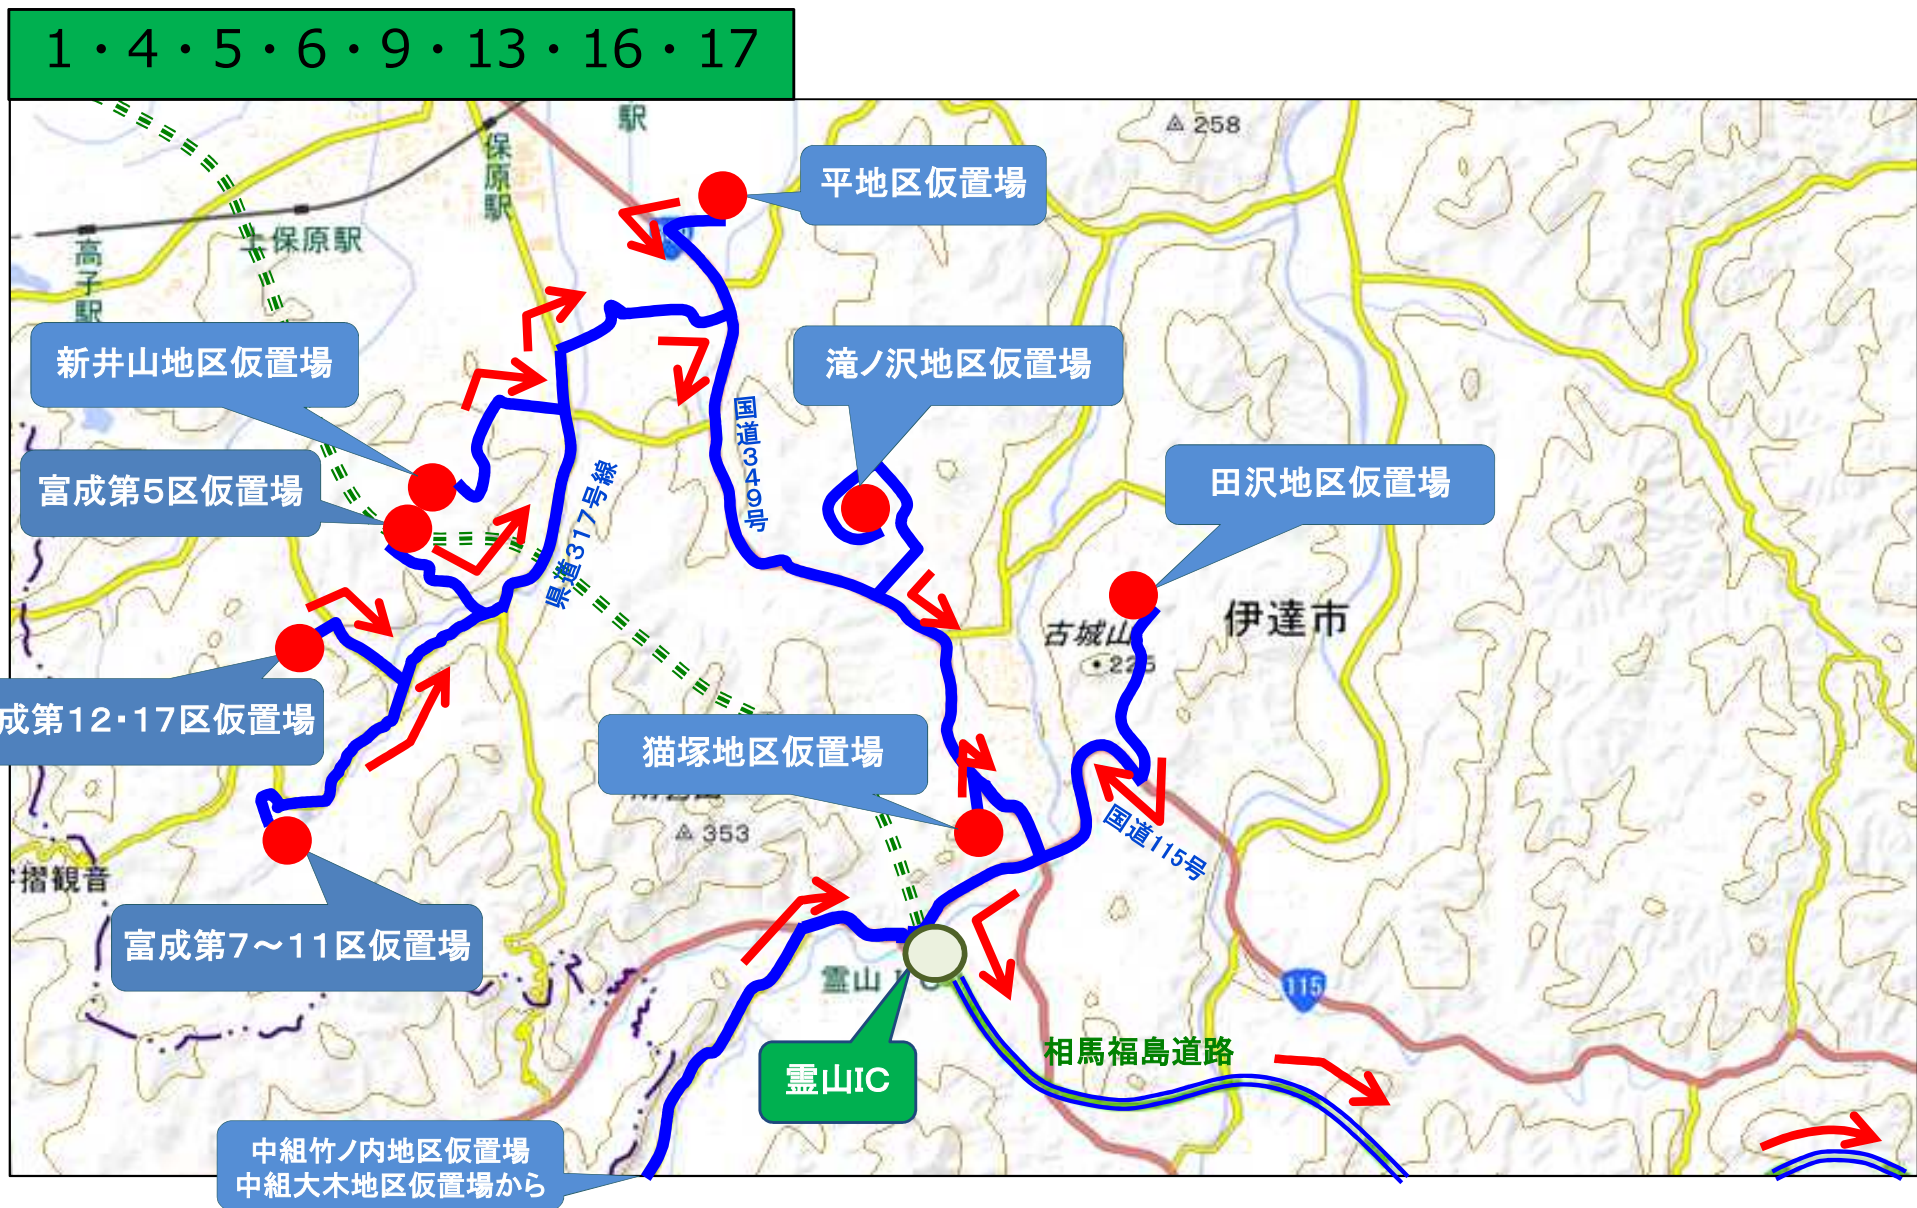 1・4・5・6・9・13・16・17
駅
258
保原駅
平地区仮置場
上保原駅
高子駅
新井山地区仮置場
滝ノ沢地区仮置場
国道349号
田沢地区仮置場
富成第5区仮置場
県道317号線
伊達市
古城山
225
成第12・17区仮置場
猫塚地区仮置場
353
国道115号
摺観音
富成第7～11区仮置場
霊山
115
相馬福島道路
霊山IC
中組竹ノ内地区仮置場
中組大木地区仮置場から